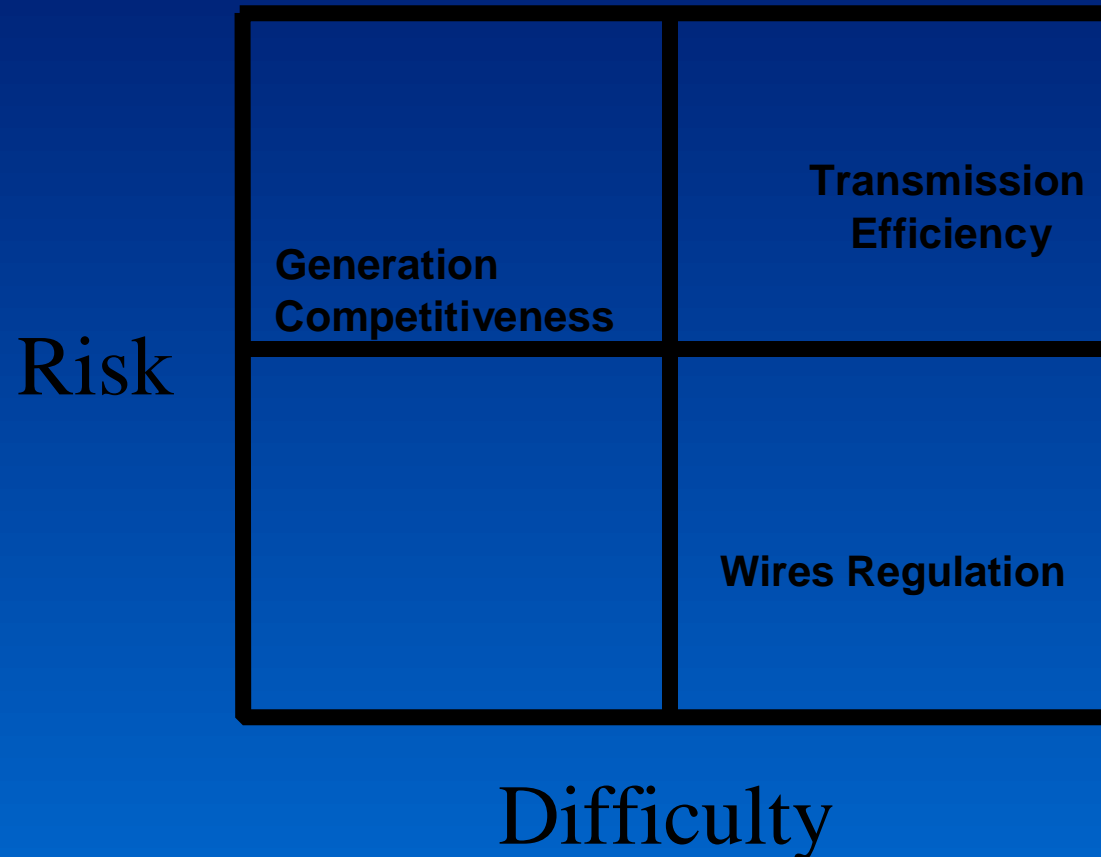 Transmission
Efficiency
Generation
Competitiveness
Risk
Wires Regulation
Difficulty